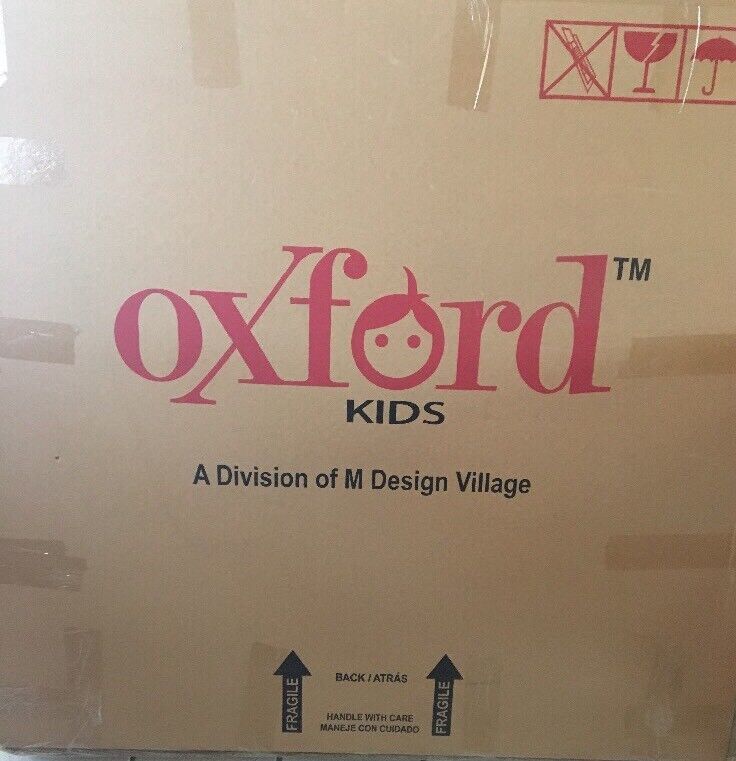 oxford™
KIDS
A Division of M Design Village
FRAGILE
BACK / ATRÁS
HANDLE WITH CARE
MANEJE CON CUIDADO
FRAGILE